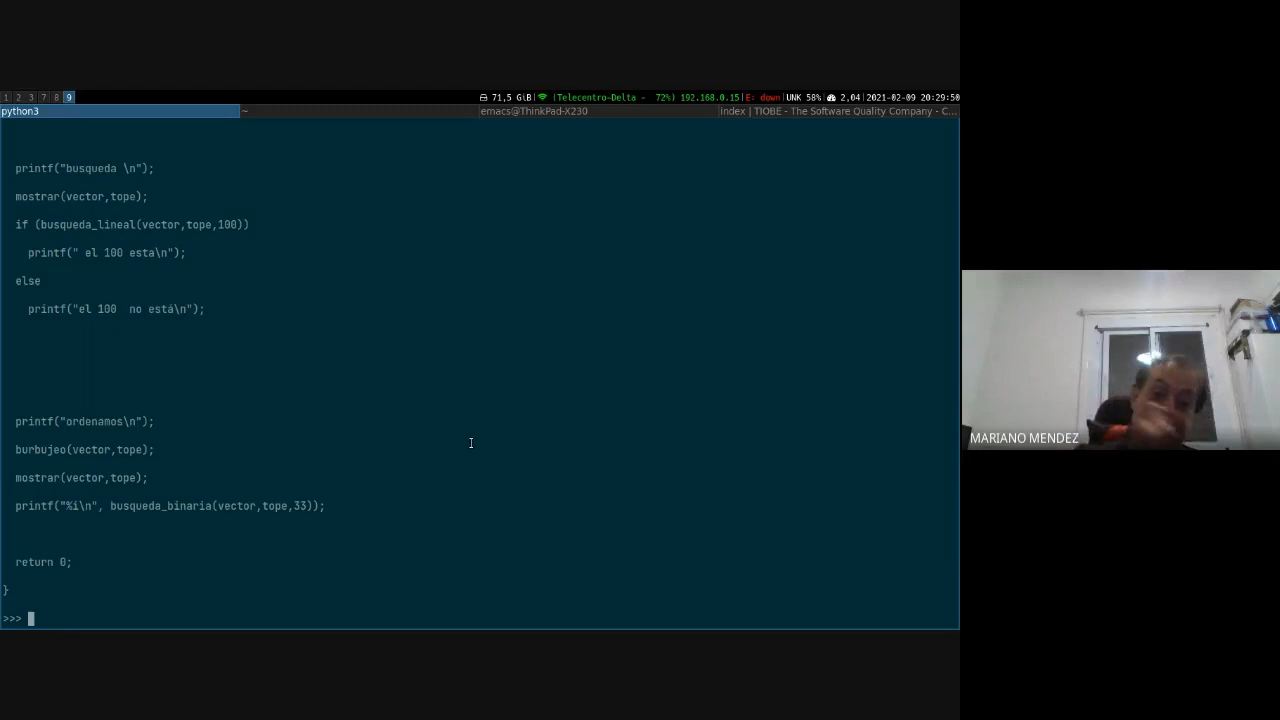 1 2 3 7 8 9
71,5 GiB (Telecentro-Delta - 72%) 192.168.0.15 E: down UNK 58% 2,04 2021-02-09 20:29:50
python3 ~ emacs@ThinkPad-X230 index | TIOBE - The Software Quality Company - C...
printf("busqueda \n");
mostrar(vector,tope);
if (busqueda_lineal(vector,tope,100))
printf(" el 100 esta\n");
else
printf("el 100  no está\n");
printf("ordenamos\n");
burbujeo(vector,tope);
mostrar(vector,tope);
printf("%i\n", busqueda_binaria(vector,tope,33));
return 0;
}
>>>
MARIANO MENDEZ